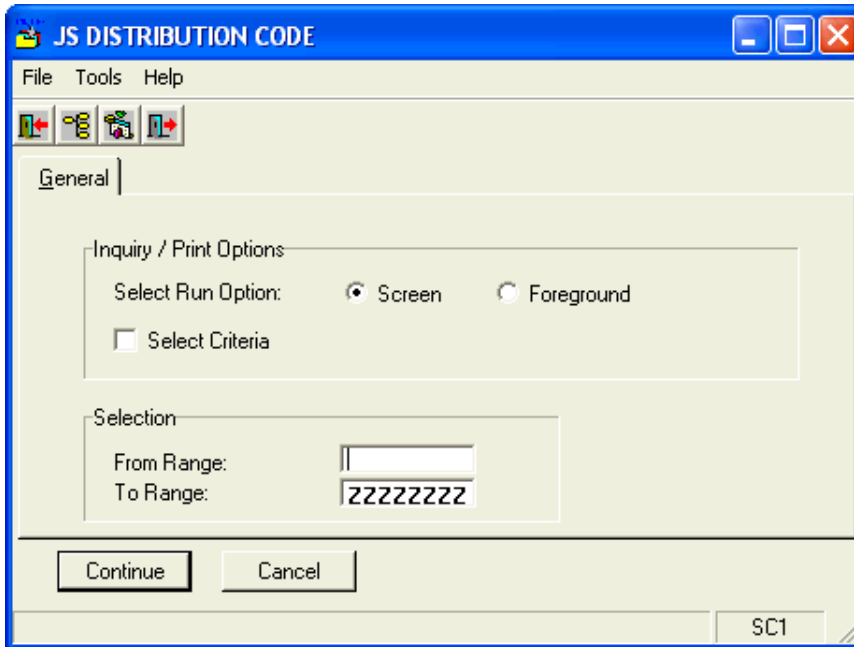 JS DISTRIBUTION CODE
File Tools Help
General
Inquiry / Print Options
Select Run Option: Screen Foreground
Select Criteria
Selection
From Range:
To Range: ZZZZZZZZ
Continue Cancel
SC1